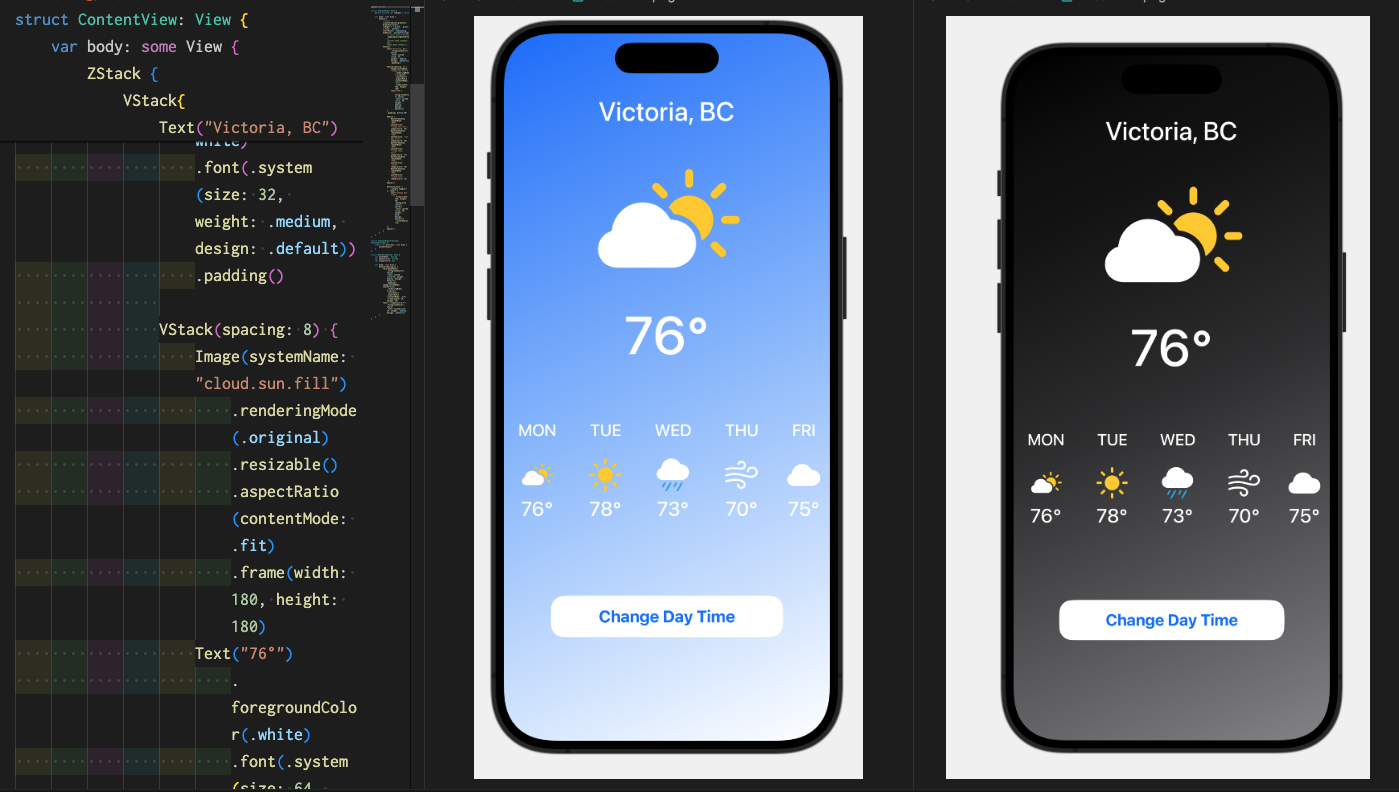 struct ContentView: View {
var body: some View {
ZStack {
VStack{
Text("Victoria, BC")
white)
.font(.system
(size: 32,
weight: .medium,
design: .default))
.padding()
VStack(spacing: 8) {
Image(systemName:
"cloud.sun.fill")
.renderingMode
(.original)
.resizable()
.aspectRatio
(contentMode:
.fit)
.frame(width:
180, height:
180)
Text("76°")
.
foregroundColo
r(.white)
.font(.system
(size: 64,
Victoria, BC
76°
MON TUE WED THU FRI
76° 78° 73° 70° 75°
Change Day Time
Victoria, BC
76°
MON TUE WED THU FRI
76° 78° 73° 70° 75°
Change Day Time